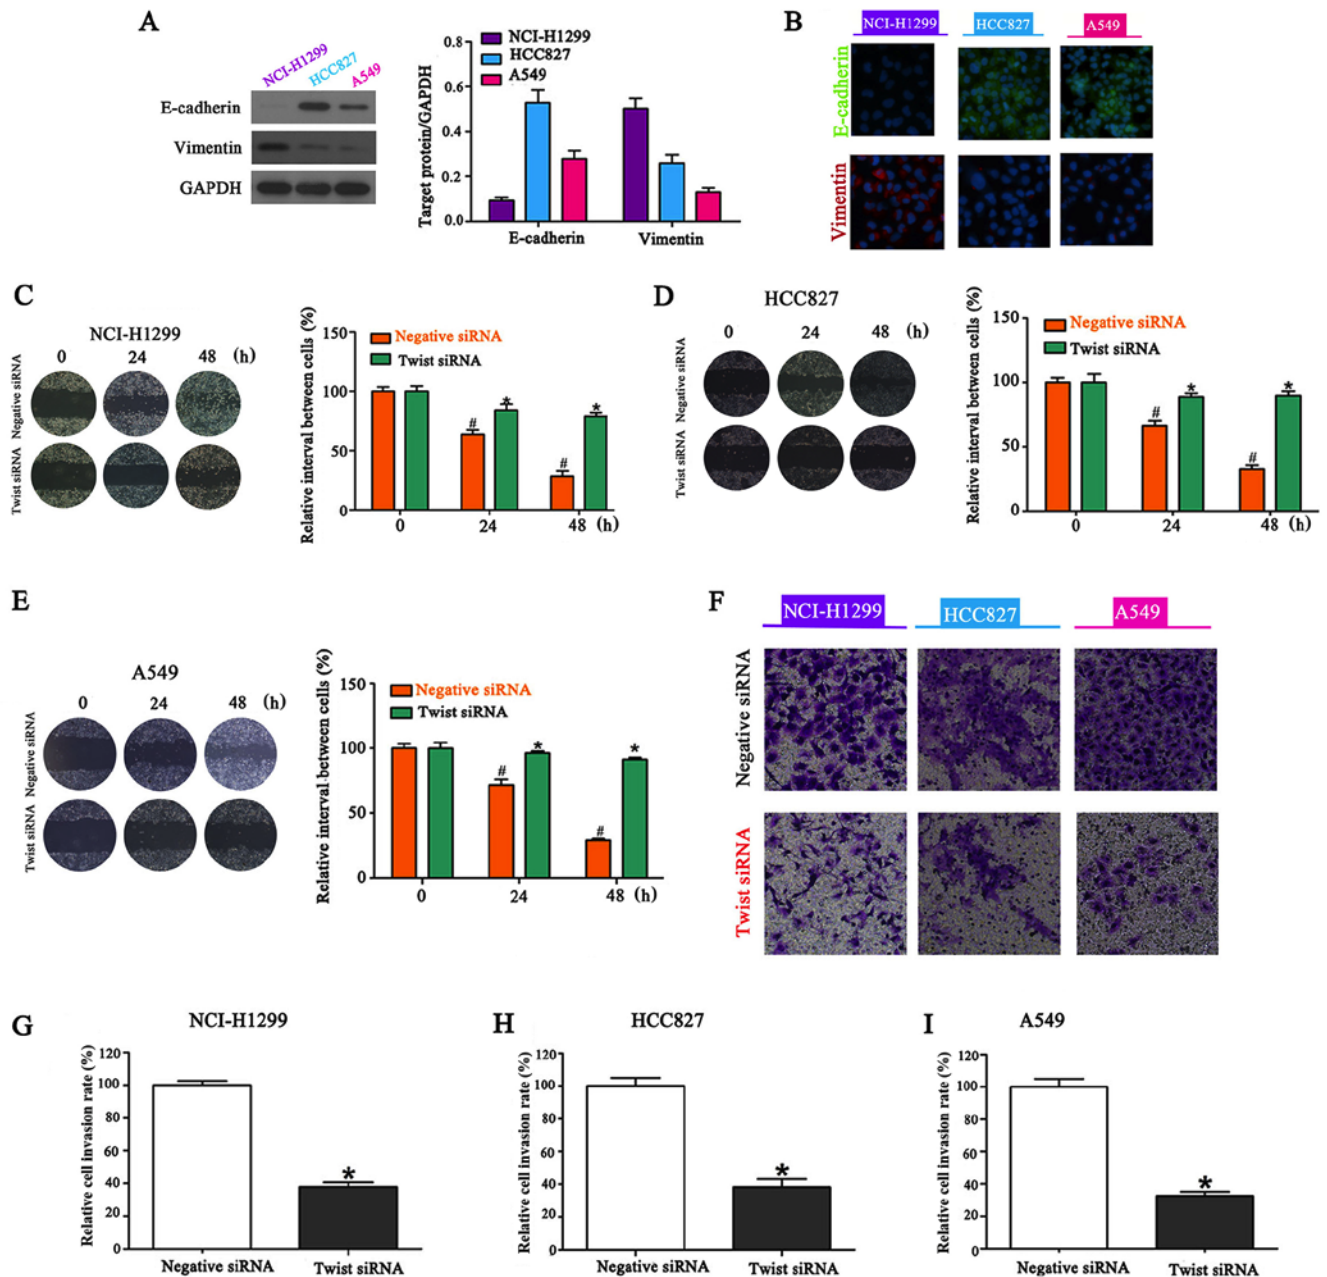 A
NCI-H1299
HCC827
A549
E-cadherin
Vimentin
GAPDH
Target protein/GAPDH
0.8
0.6
0.4
0.2
0.0
NCI-H1299
HCC827
A549
E-cadherin
Vimentin
B
NCI-H1299
HCC827
A549
E-cadherin
Vimentin
C
NCI-H1299
0
24
48
(h)
Negative siRNA
Twist siRNA
Relative interval between cells (%)
150
100
50
0
Negative siRNA
Twist siRNA
#
*
#
*
0
24
48
(h)
D
HCC827
0
24
48
(h)
Negative siRNA
Twist siRNA
Relative interval between cells (%)
150
100
50
0
Negative siRNA
Twist siRNA
#
*
#
*
0
24
48
(h)
E
A549
0
24
48
(h)
Negative siRNA
Twist siRNA
Relative interval between cells (%)
150
100
50
0
Negative siRNA
Twist siRNA
#
*
#
*
0
24
48
(h)
F
NCI-H1299
HCC827
A549
Negative siRNA
Twist siRNA
G
NCI-H1299
Relative cell invasion rate (%)
120
100
80
60
40
20
0
*
Negative siRNA
Twist siRNA
H
HCC827
Relative cell invasion rate (%)
120
100
80
60
40
20
0
*
Negative siRNA
Twist siRNA
I
A549
Relative cell invasion rate (%)
120
100
80
60
40
20
0
*
Negative siRNA
Twist siRNA